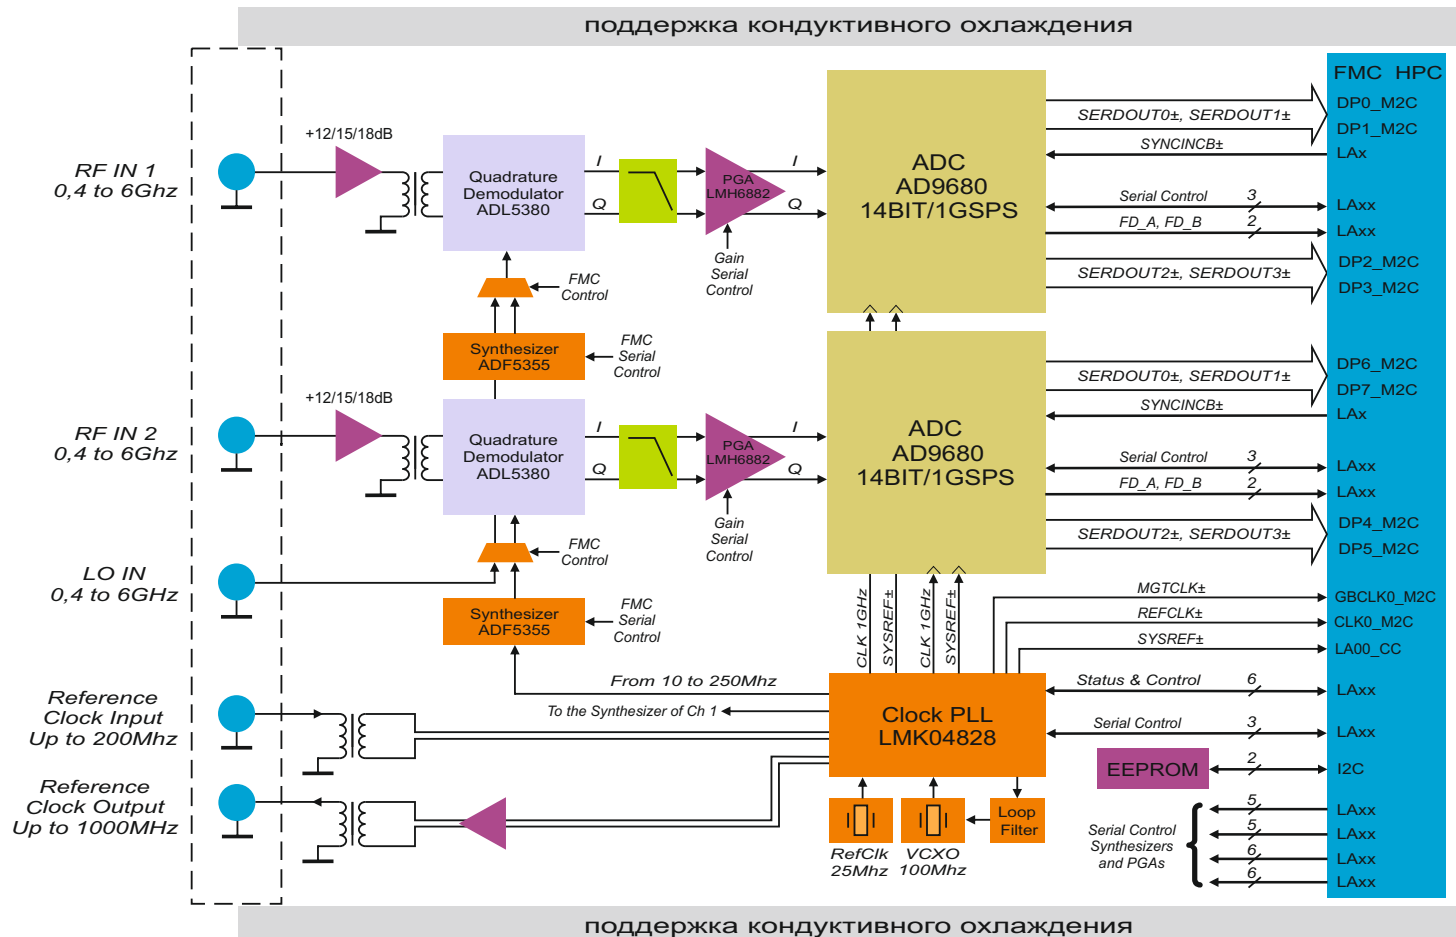 поддержка кондуктивного охлаждения
RF IN 1
0,4 to 6Ghz
+12/15/18dB
Quadrature
Demodulator
ADL5380
I
Q
PGA
LMH6882
I
Q
Gain
Serial
Control
FMC
Control
Synthesizer
ADF5355
FMC
Serial
Control
ADC
AD9680
14BIT/1GSPS
SERDOUT0±, SERDOUT1±
SYNCINCB±
Serial Control
3
FD_A, FD_B
2
SERDOUT2±, SERDOUT3±
FMC HPC
DP0_M2C
DP1_M2C
LAx
LAxx
LAxx
DP2_M2C
DP3_M2C
RF IN 2
0,4 to 6Ghz
+12/15/18dB
Quadrature
Demodulator
ADL5380
I
Q
PGA
LMH6882
I
Q
Gain
Serial
Control
FMC
Control
ADC
AD9680
14BIT/1GSPS
SERDOUT0±, SERDOUT1±
SYNCINCB±
Serial Control
3
FD_A, FD_B
2
SERDOUT2±, SERDOUT3±
DP6_M2C
DP7_M2C
LAx
LAxx
LAxx
DP4_M2C
DP5_M2C
LO IN
0,4 to 6GHz
Synthesizer
ADF5355
FMC
Serial
Control
CLK 1GHz
SYSREF±
CLK 1GHz
SYSREF±
MGTCLK±
REFCLK±
SYSREF±
GBCLK0_M2C
CLK0_M2C
LA00_CC
From 10 to 250Mhz
To the Synthesizer of Ch 1
Clock PLL
LMK04828
Status & Control
6
LAxx
Serial Control
3
LAxx
EEPROM
2
I2C
Reference
Clock Input
Up to 200Mhz
Reference
Clock Output
Up to 1000MHz
RefClk
25Mhz
VCXO
100Mhz
Loop
Filter
Serial Control
Synthesizers
and PGAs
5
LAxx
5
LAxx
6
LAxx
6
LAxx
поддержка кондуктивного охлаждения